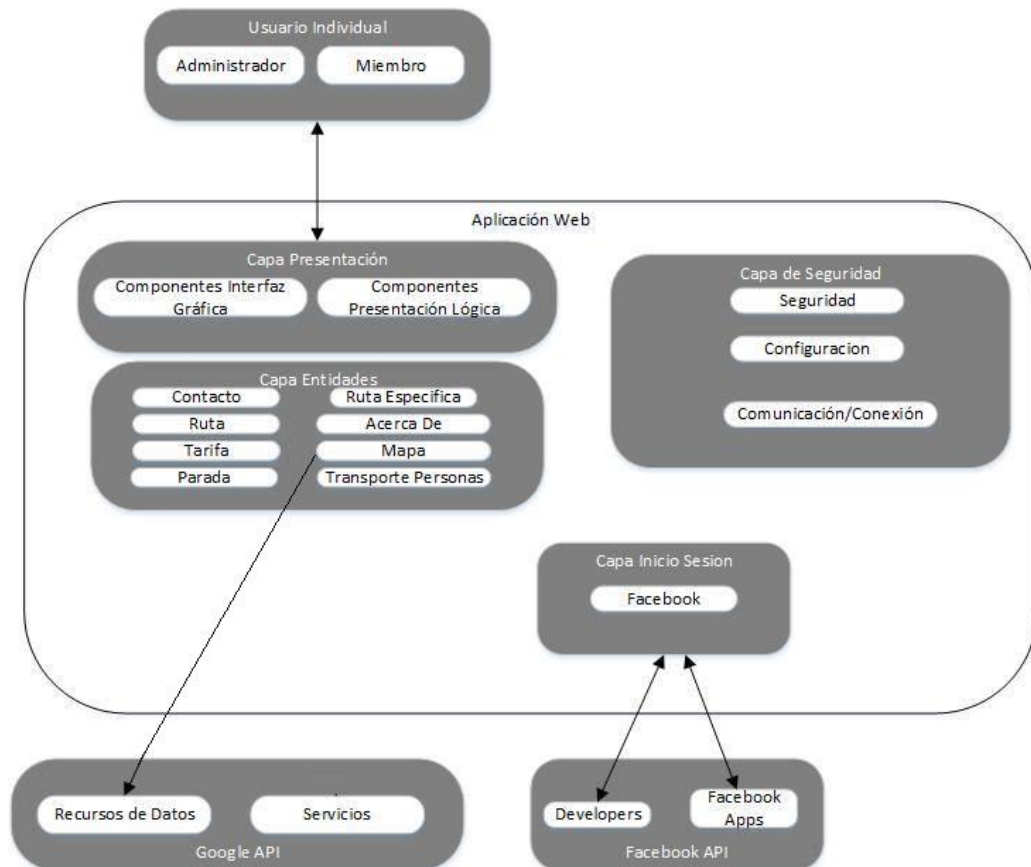 Usuario Individual
Administrador
Miembro
Aplicación Web
Capa Presentación
Componentes Interfaz
Gráfica
Componentes
Presentación Lógica
Capa de Seguridad
Seguridad
Configuracion
Comunicación/Conexión
Capa Entidades
Contacto
Ruta Especifica
Ruta
Acerca De
Tarifa
Mapa
Parada
Transporte Personas
Capa Inicio Sesion
Facebook
Recursos de Datos
Servicios
Google API
Developers
Facebook
Apps
Facebook API